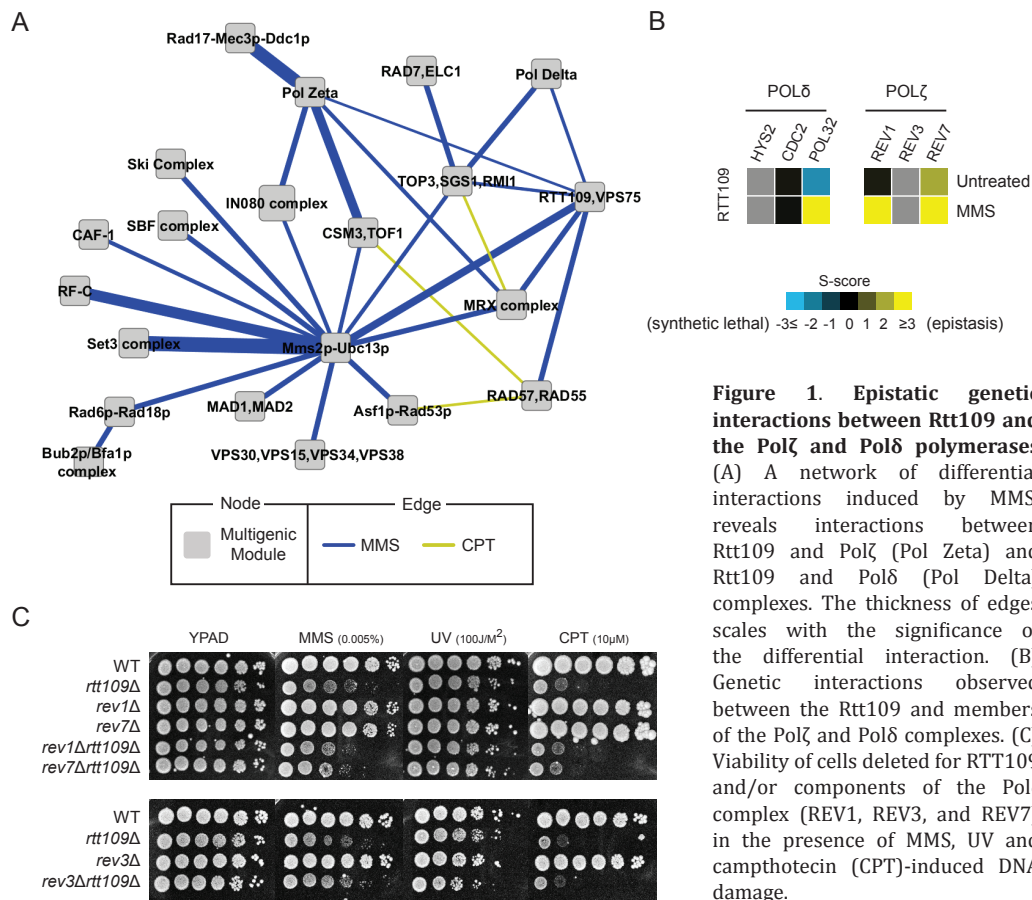 A
Rad17-Mec3p-Ddc1p
RAD7,ELC1
Pol Delta
Pol Zeta
Ski Complex
TOP3,SGS1,RMI1
RTT109,VPS75
IN080 complex
SBF complex
CSM3,TOF1
CAF-1
RF-C
MRX complex
Set3 complex
Mms2p-Ubc13p
RAD57,RAD55
Rad6p-Rad18p
MAD1,MAD2
Asf1p-Rad53p
Bub2p/Bfa1p
complex
VPS30,VPS15,VPS34,VPS38
Node
Edge
Multigenic
Module
MMS
CPT
B
POLδ
POLζ
HYS2
CDC2
POL32
REV1
REV3
REV7
RTT109
Untreated
MMS
S-score
(synthetic lethal) -3≤ -2 -1 0 1 2 ≥3 (epistasis)
Figure 1. Epistatic genetic
interactions between Rtt109 and
the Polζ and Polδ polymerases
(A) A network of differential
interactions induced by MMS
reveals interactions between
Rtt109 and Polζ (Pol Zeta) and
Rtt109 and Polδ (Pol Delta)
complexes. The thickness of edges
scales with the significance of
the differential interaction. (B)
Genetic interactions observed
between the Rtt109 and members
of the Polζ and Polδ complexes. (C)
Viability of cells deleted for RTT109
and/or components of the Pol
complex (REV1, REV3, and REV7)
in the presence of MMS, UV and
campthotecin (CPT)-induced DNA
damage.
C
YPAD
MMS (0.005%)
UV (100J/M²)
CPT (10µM)
WT
rtt109Δ
rev1Δ
rev7Δ
rev1Δrtt109Δ
rev7Δrtt109Δ
WT
rtt109Δ
rev3Δ
rev3Δrtt109Δ